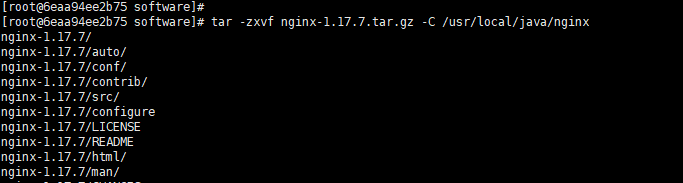 [root@6eaa94ee2b75 software]#
[root@6eaa94ee2b75 software]# tar -zxvf nginx-1.17.7.tar.gz -C /usr/local/java/nginx
nginx-1.17.7/
nginx-1.17.7/auto/
nginx-1.17.7/conf/
nginx-1.17.7/contrib/
nginx-1.17.7/src/
nginx-1.17.7/configure
nginx-1.17.7/LICENSE
nginx-1.17.7/README
nginx-1.17.7/html/
nginx-1.17.7/man/